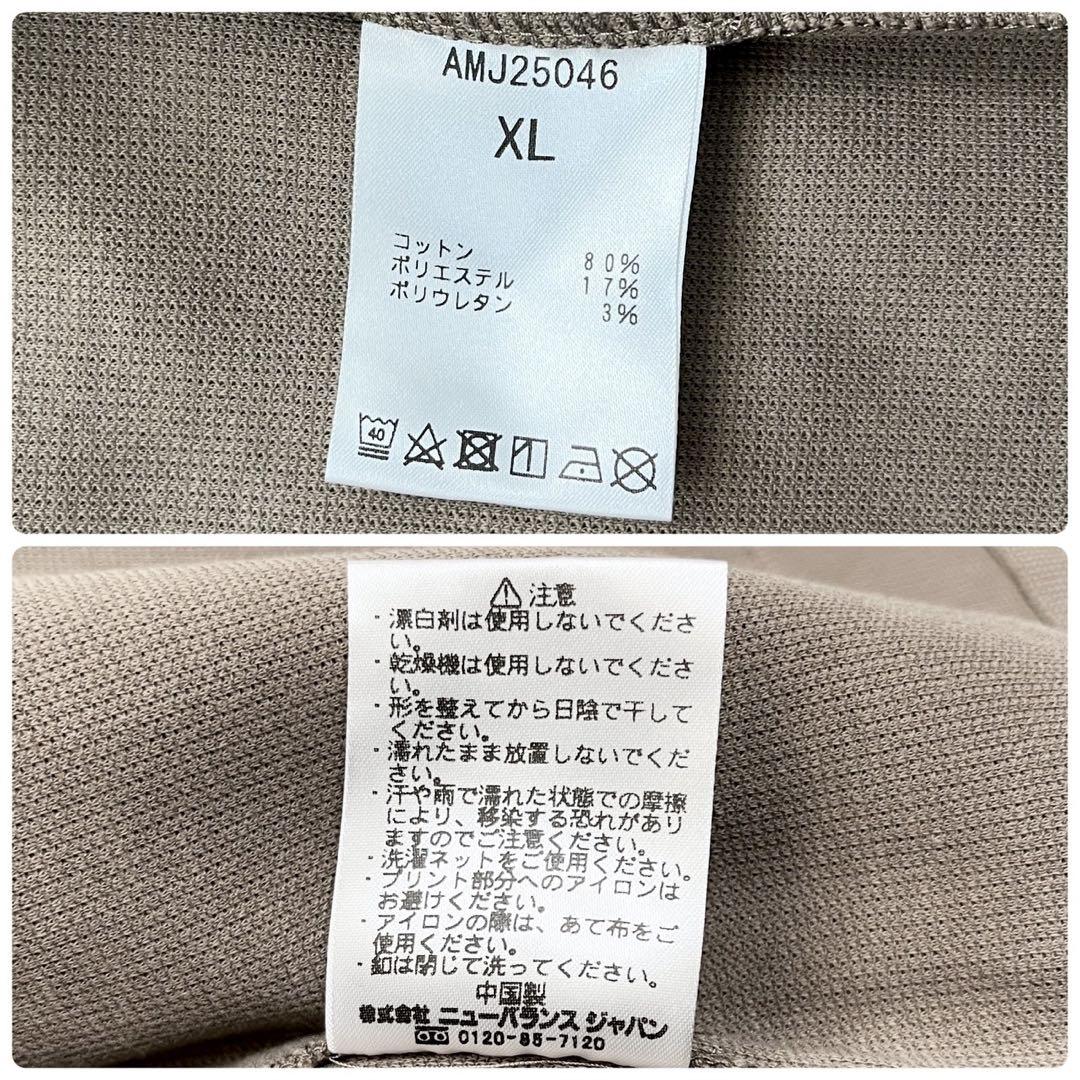 AMJ25046
XL
コットン 80%
ポリエステル 17%
ポリウレタン 3%
40
⚠ 注意
・漂白剤は使用しないでくださ
い。
・乾燥機は使用しないでくださ
い。
・形を整えてから日陰で干して
ください。
・濡れたまま放置しないでくだ
さい。
・汗や雨で濡れた状態での摩擦
により、移染する恐れがあり
ますのでご注意ください。
・洗濯ネットをご使用ください。
・プリント部分へのアイロンは
お避けください。
・アイロンの際は、あて布をご
使用ください。
・釦は閉じて洗ってください。
中国製
株式会社 ニューバランス ジャパン
0120-85-7120